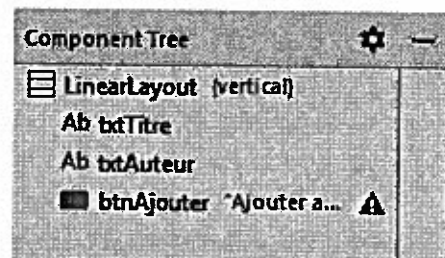 Component Tree
LinearLayout (vertical)
Ab txtTitre
Ab txtAuteur
btnAjouter "Ajouter a...